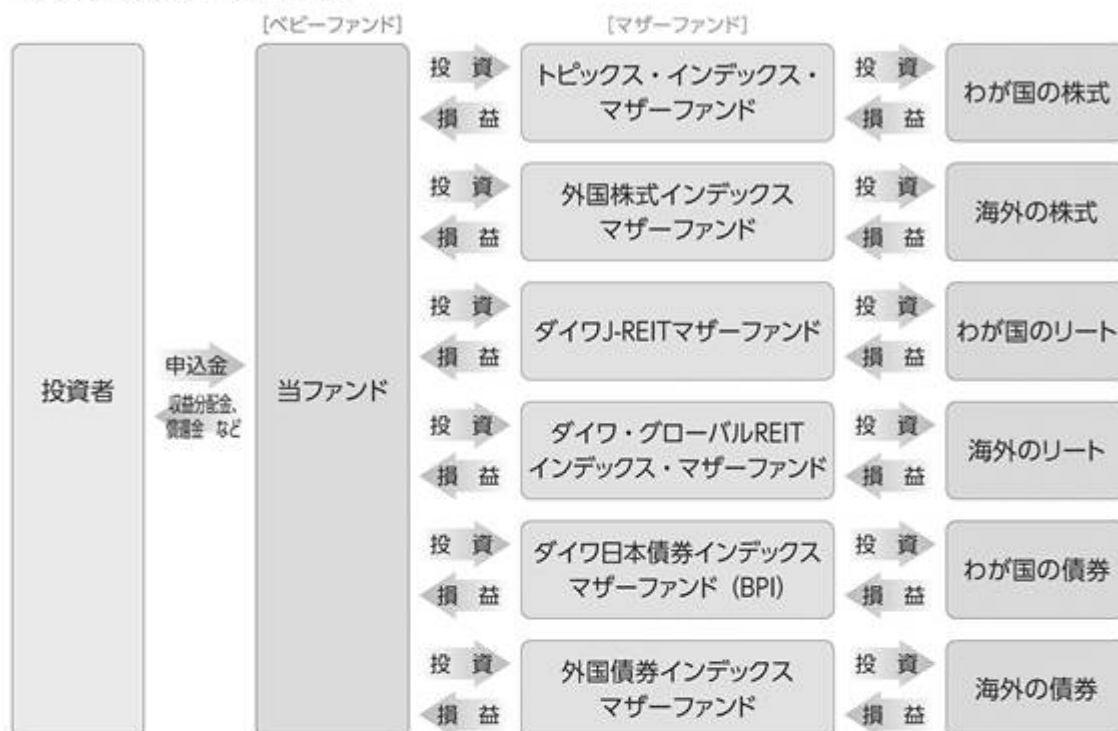 [ベビーファンド]
[マザーファンド]
投資者
申込金
収益分配金、
償還金 など
当ファンド
投 資
損 益
トピックス・インデックス・
マザーファンド
投 資
損 益
わが国の株式
投 資
損 益
外国株式インデックス
マザーファンド
投 資
損 益
海外の株式
投 資
損 益
ダイワJ-REITマザーファンド
投 資
損 益
わが国のリート
投 資
損 益
ダイワ・グローバルREIT
インデックス・マザーファンド
投 資
損 益
海外のリート
投 資
損 益
ダイワ日本債券インデックス
マザーファンド（BPI）
投 資
損 益
わが国の債券
投 資
損 益
外国債券インデックス
マザーファンド
投 資
損 益
海外の債券